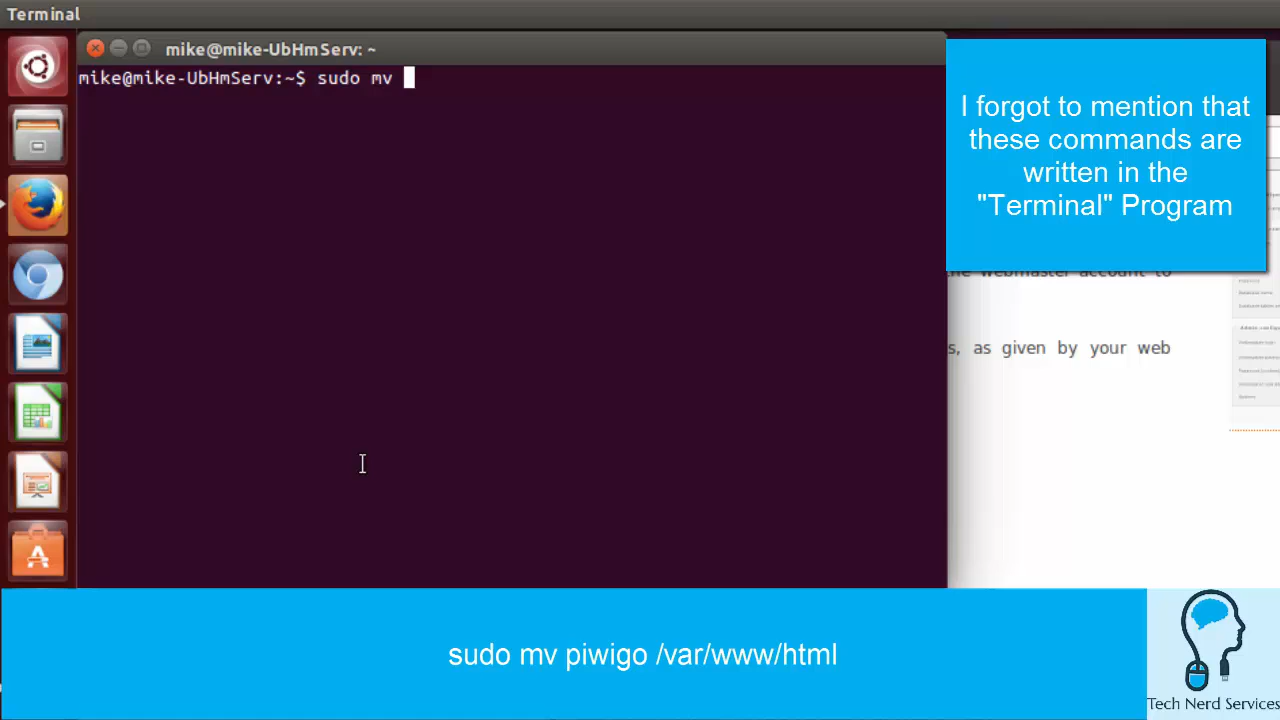 Terminal
mike@mike-UbHmServ: ~
mike@mike-UbHmServ:~$ sudo mv
I forgot to mention that
these commands are
written in the
"Terminal" Program
the webmaster account to
s, as given by your web
sudo mv piwigo /var/www/html
Tech Nerd Services